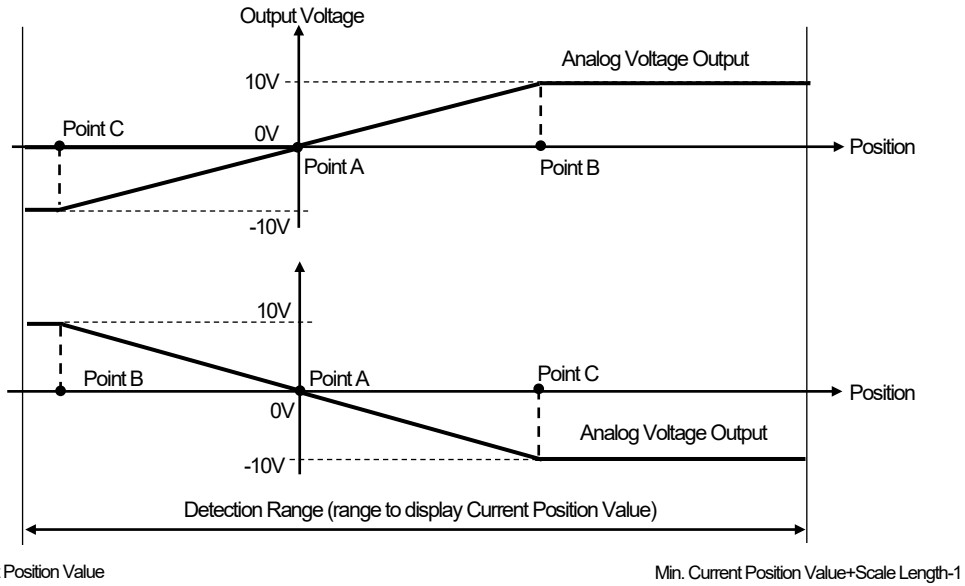 Output Voltage
Analog Voltage Output
10V
Point C
0V
Position
Point A
Point B
-10V
10V
Point B
Point A
Point C
Position
0V
Analog Voltage Output
-10V
Detection Range (range to display Current Position Value)
Position Value
Min. Current Position Value+Scale Length-1